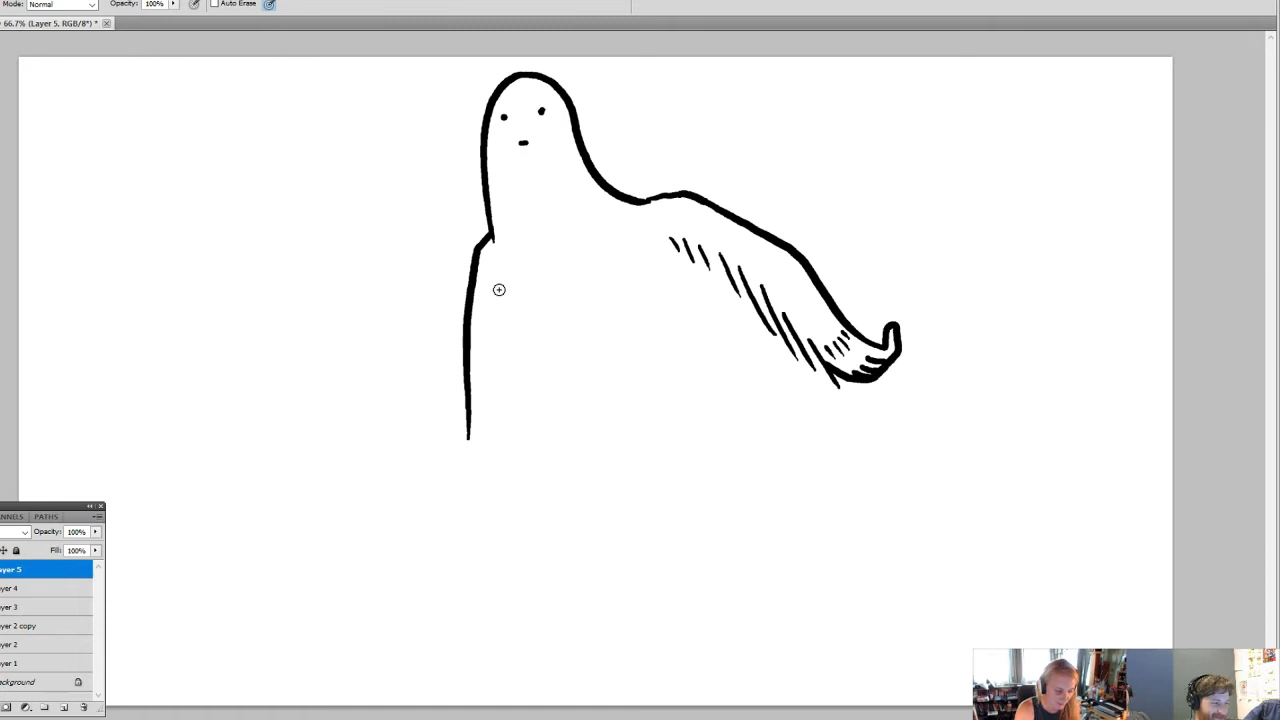 Mode: Normal Opacity: 100% Auto Erase
66.7% (Layer 5, RGB/8*) *
NNELS PATHS
Opacity: 100%
Fill: 100%
ayer 5
ayer 4
ayer 3
ayer 2 copy
ayer 2
ayer 1
ackground